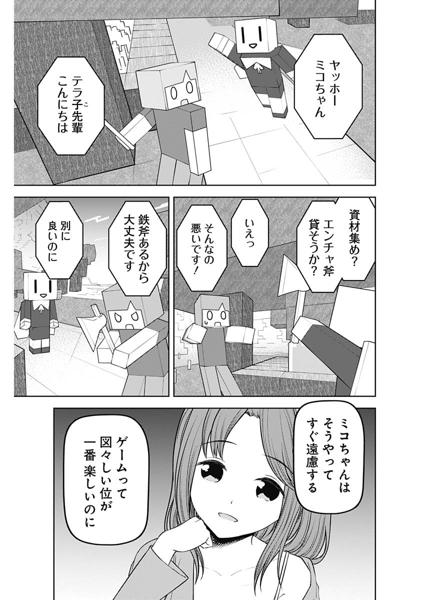 ヤッホー
ミコちゃん
テラ子先輩
こ
こんにちは
資材集め?
エンチャ斧
貸そうか?
いえっ
そんなの
悪いです!
鉄斧あるから
大丈夫です
別に
良いのに
ミコちゃんは
そうやって
すぐ遠慮する
ゲームって
図々しい位が
一番楽しいのに